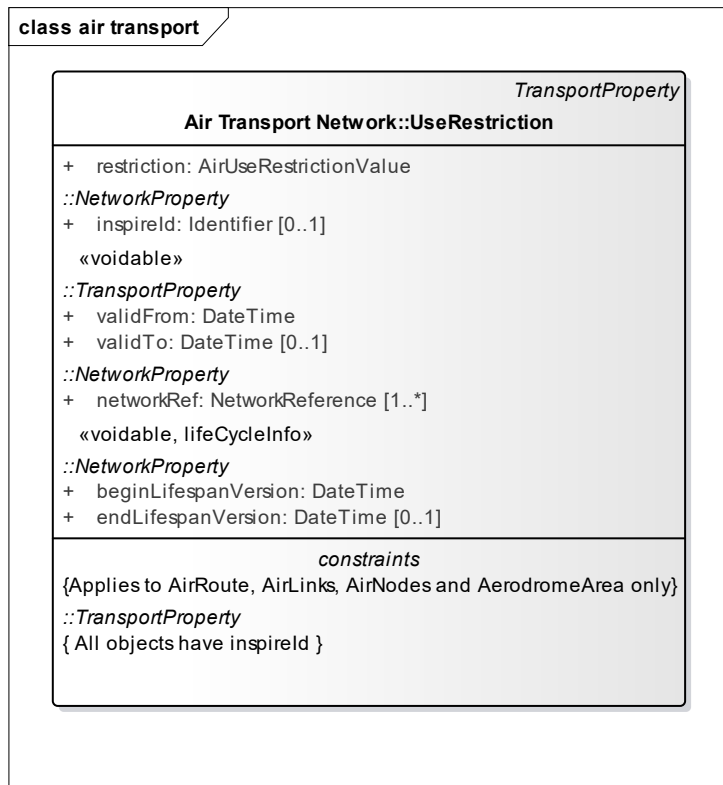 class air transport
TransportProperty
Air Transport Network::UseRestriction
+ restriction: AirUseRestrictionValue
::NetworkProperty
+ inspireId: Identifier [0..1]
«voidable»
::TransportProperty
+ validFrom: DateTime
+ validTo: DateTime [0..1]
::NetworkProperty
+ networkRef: NetworkReference [1..*]
«voidable, lifeCycleInfo»
::NetworkProperty
+ beginLifespanVersion: DateTime
+ endLifespanVersion: DateTime [0..1]
constraints
{Applies to AirRoute, AirLinks, AirNodes and AerodromeArea only}
::TransportProperty
{ All objects have inspireId }